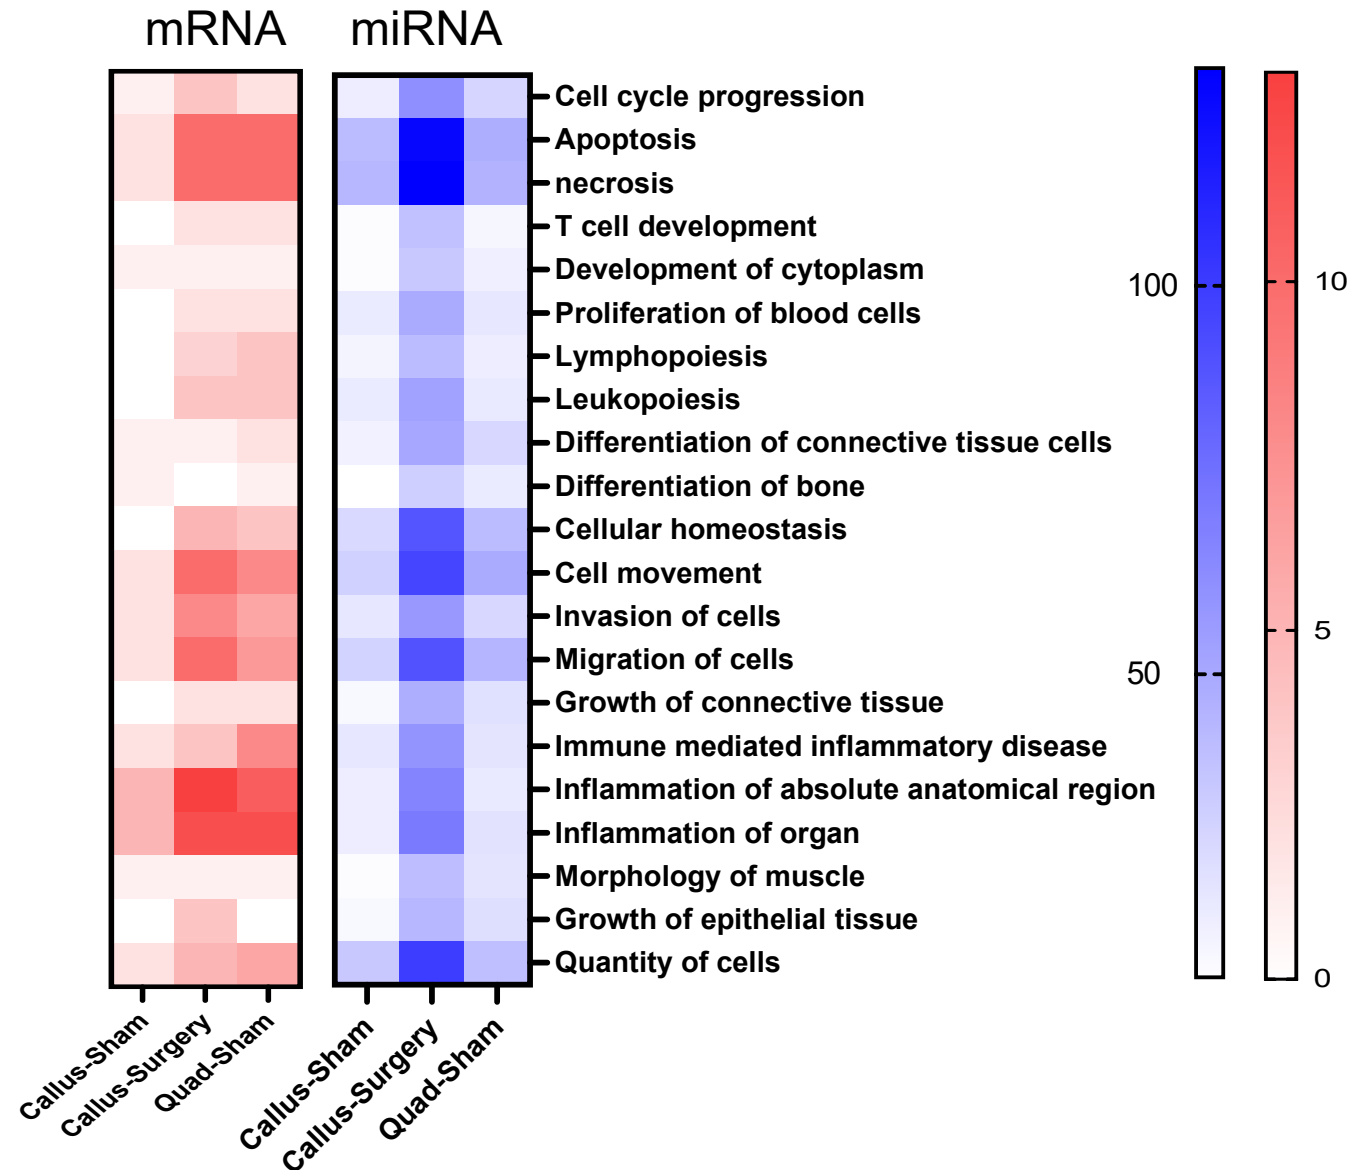 mRNA
miRNA
Cell cycle progression
Apoptosis
necrosis
T cell development
Development of cytoplasm
Proliferation of blood cells
Lymphopoiesis
Leukopoiesis
Differentiation of connective tissue cells
Differentiation of bone
Cellular homeostasis
Cell movement
Invasion of cells
Migration of cells
Growth of connective tissue
Immune mediated inflammatory disease
Inflammation of absolute anatomical region
Inflammation of organ
Morphology of muscle
Growth of epithelial tissue
Quantity of cells
100
50
10
5
0
Callus-Sham
Callus-Surgery
Quad-Sham
Callus-Sham
Callus-Surgery
Quad-Sham